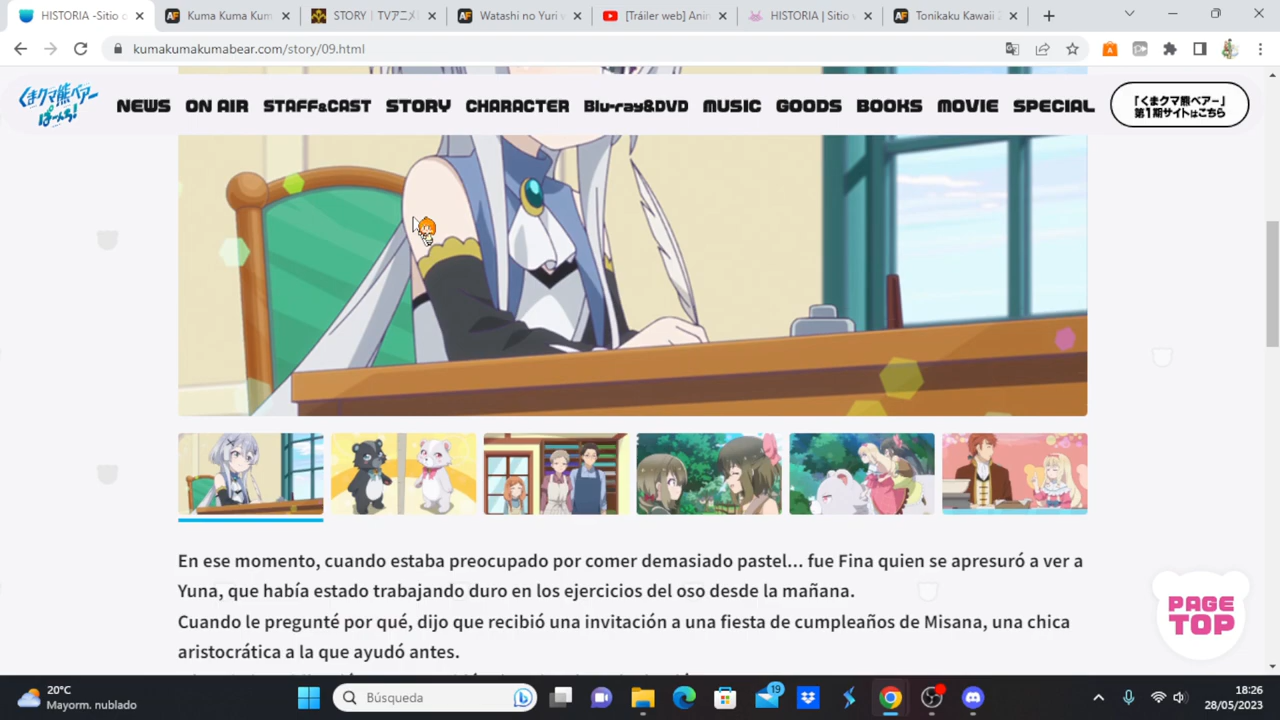 HISTORIA -Sitio o
Kuma Kuma Kum
STORY | TVアニメ
Watashi no Yuri w
[Tráiler web] Anim
HISTORIA | Sitio v
Tonikaku Kawaii 2
kumakumakumabear.com/story/09.html
くまクマ熊ベアー ぱーんち!
NEWS ON AIR STAFF&CAST STORY CHARACTER Blu-ray&DVD MUSIC GOODS BOOKS MOVIE SPECIAL
「くまクマ熊ベアー」
第1期サイトはこちら
En ese momento, cuando estaba preocupado por comer demasiado pastel... fue Fina quien se apresuró a ver a
Yuna, que había estado trabajando duro en los ejercicios del oso desde la mañana.
Cuando le pregunté por qué, dijo que recibió una invitación a una fiesta de cumpleaños de Misana, una chica
aristocrática a la que ayudó antes.
PAGE
TOP
20°C
Mayorm. nublado
Búsqueda
19
18:26
28/05/2023